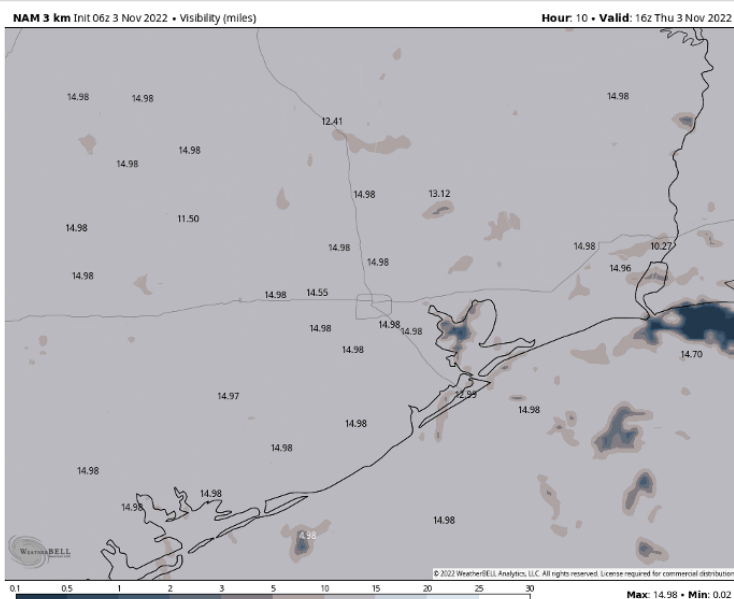 NAM 3 km Init 06z 3 Nov 2022 • Visibility (miles)
Hour: 10 • Valid: 16z Thu 3 Nov 2022
14.98 14.98 14.98
12.41
14.98
14.98
14.98 13.12
11.50
14.98
14.98 14.98 10.27
14.98 14.96
14.98
14.98 14.55
14.98 14.98 14.98
14.98 14.70
14.97 12.99
14.98
14.98
14.98
14.98
14.98
14.98
14.98
4.98
WEATHERBELL
© 2022 WeatherBELL Analytics, LLC. All rights reserved. License required for commercial distribution
0.1 0.5 1 2 3 5 10 15 20 25 30
Max: 14.98 • Min: 0.02